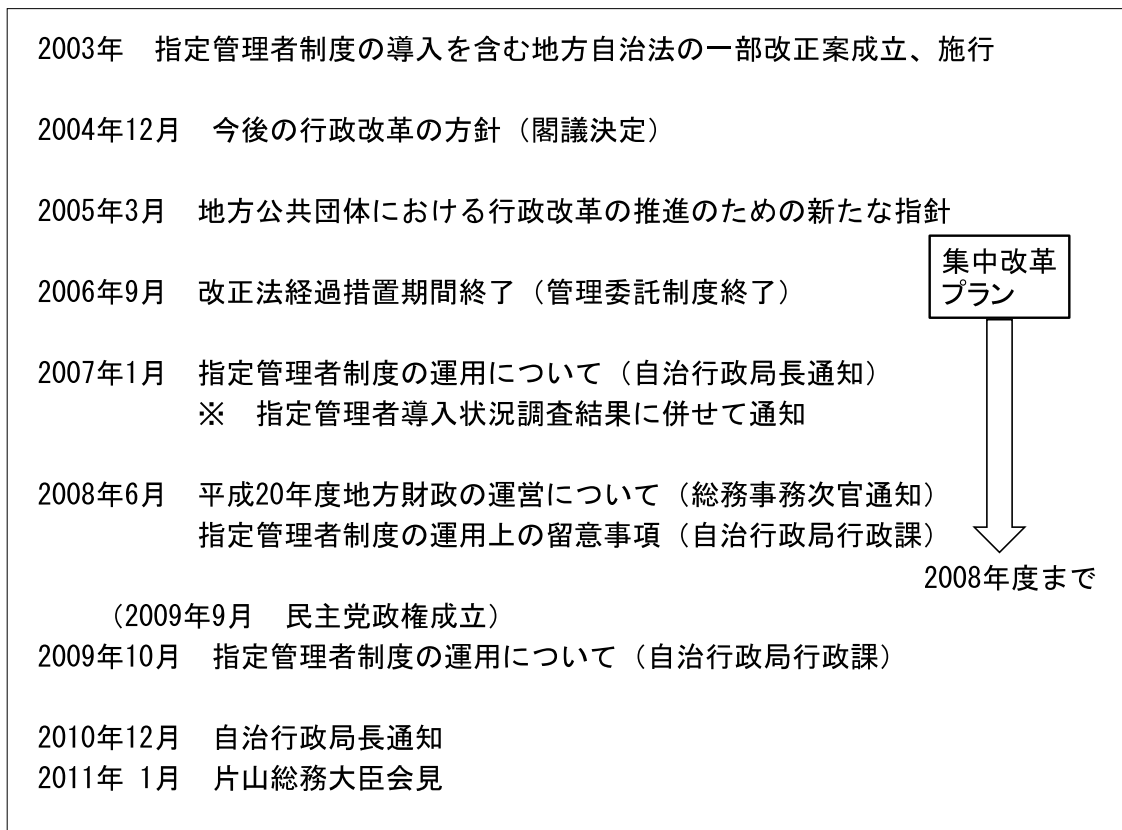 2003年　指定管理者制度の導入を含む地方自治法の一部改正案成立、施行
2004年12月　今後の行政改革の方針（閣議決定）
2005年3月　地方公共団体における行政改革の推進のための新たな指針
集中改革
プラン
2006年9月　改正法経過措置期間終了（管理委託制度終了）
2007年1月　指定管理者制度の運用について（自治行政局長通知）
※　指定管理者導入状況調査結果に併せて通知
2008年6月　平成20年度地方財政の運営について（総務事務次官通知）
指定管理者制度の運用上の留意事項（自治行政局行政課）
2008年度まで
（2009年9月　民主党政権成立）
2009年10月　指定管理者制度の運用について（自治行政局行政課）
2010年12月　自治行政局長通知
2011年 1月　片山総務大臣会見